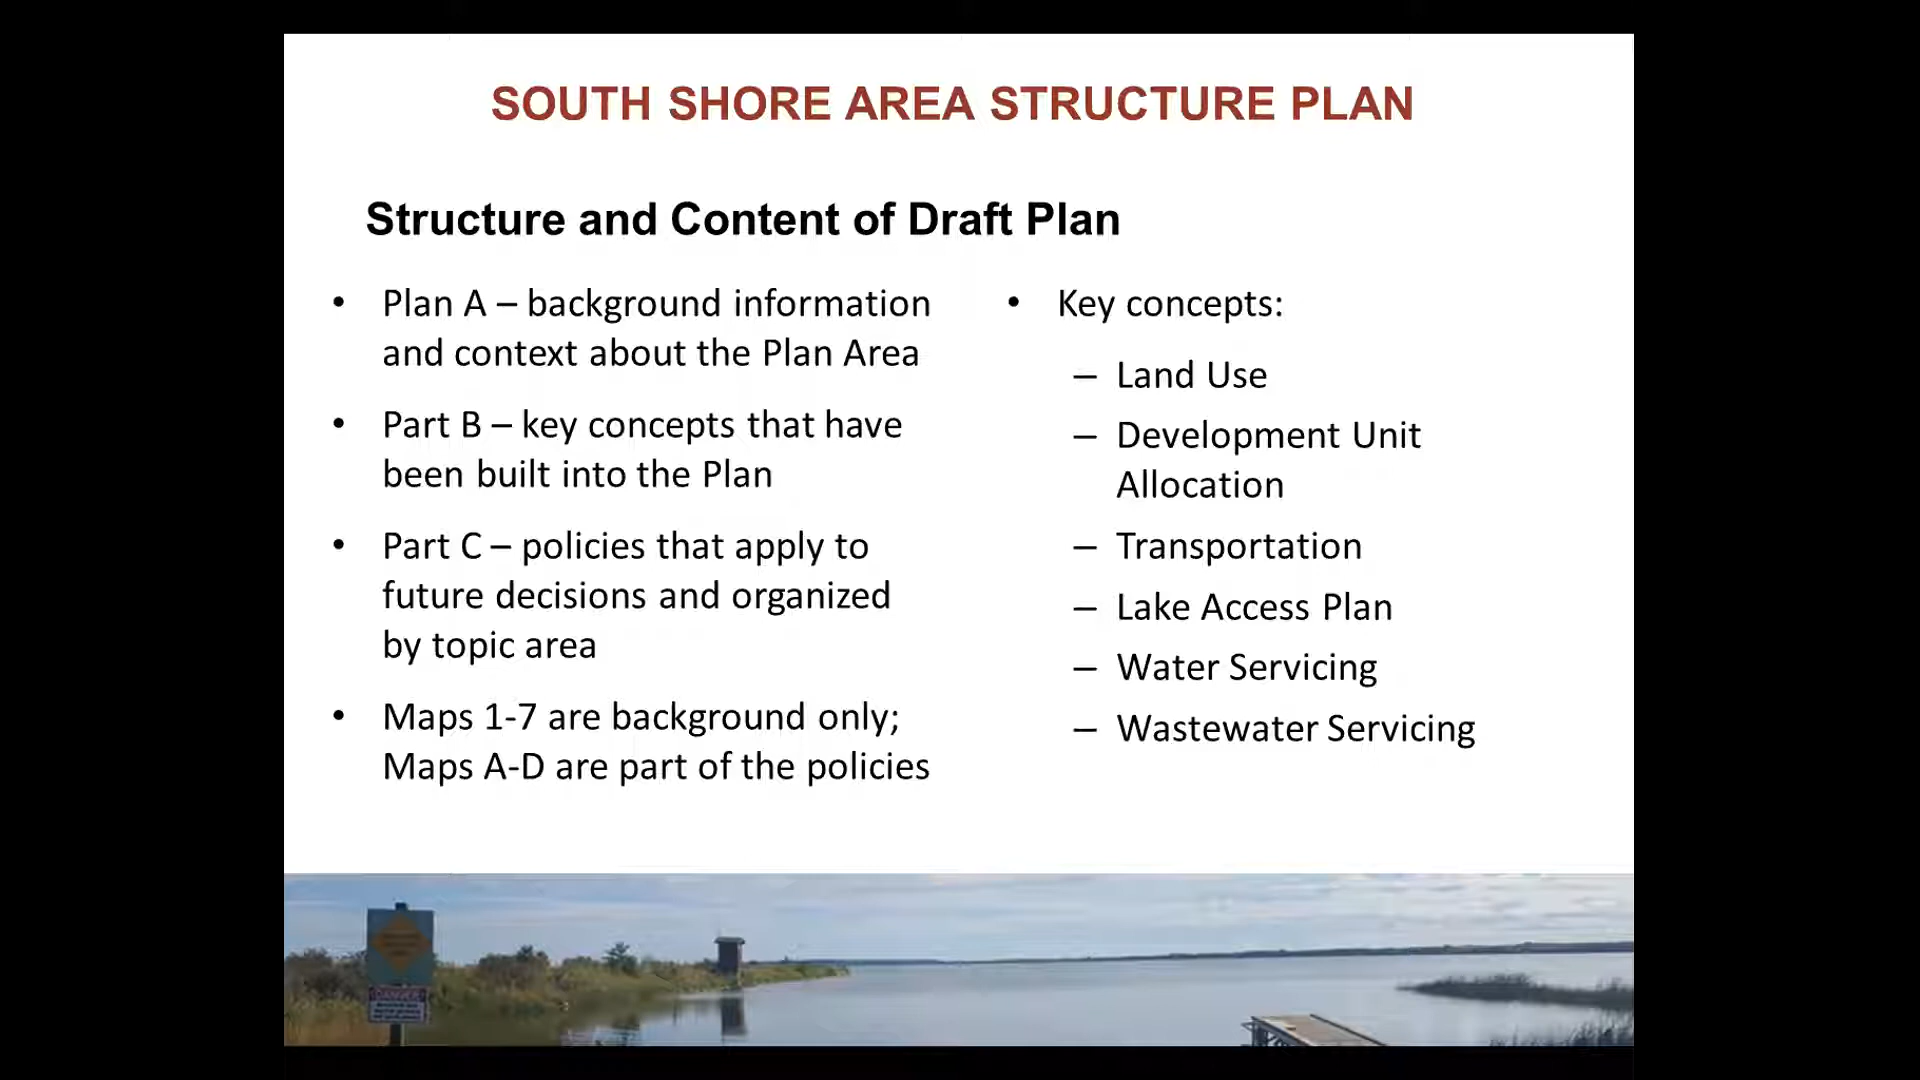 SOUTH SHORE AREA STRUCTURE PLAN
Structure and Content of Draft Plan
• Plan A – background information
and context about the Plan Area
• Part B – key concepts that have
been built into the Plan
• Part C – policies that apply to
future decisions and organized
by topic area
• Maps 1-7 are background only;
Maps A-D are part of the policies
• Key concepts:
– Land Use
– Development Unit
Allocation
– Transportation
– Lake Access Plan
– Water Servicing
– Wastewater Servicing
DANGER